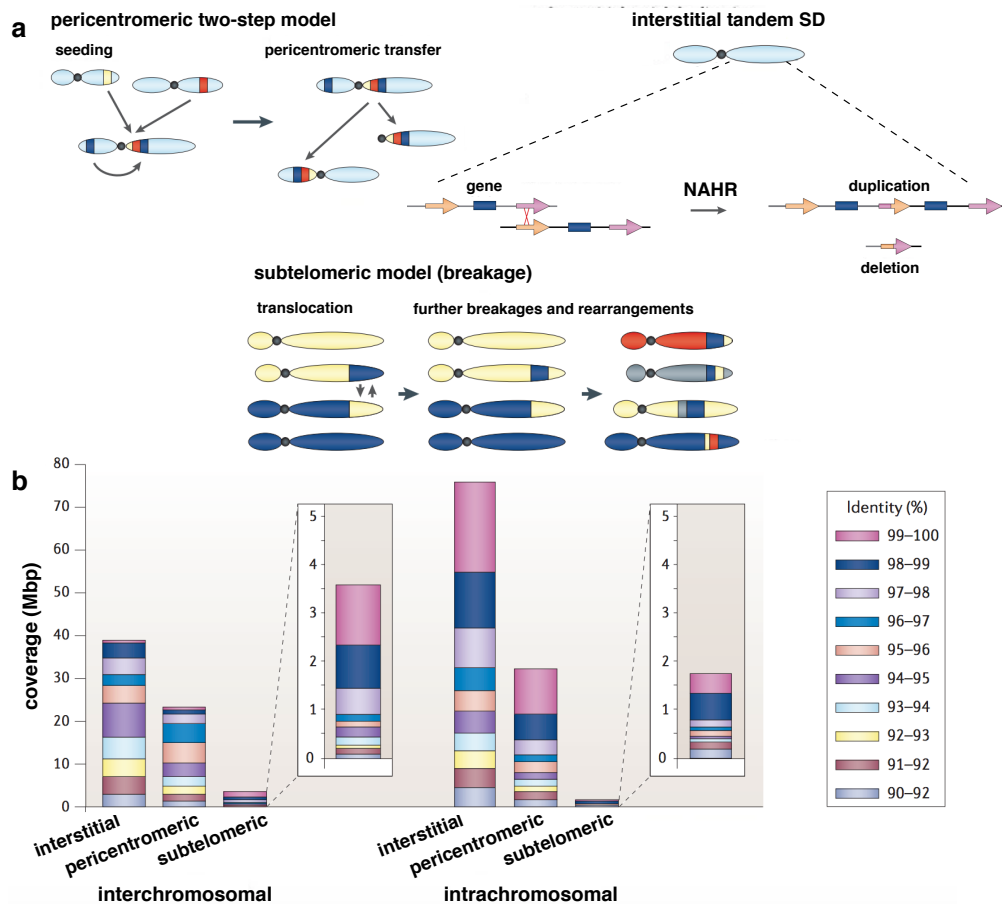 a
pericentromeric two-step model
seeding
pericentromeric transfer
interstitial tandem SD
gene
NAHR
duplication
deletion
subtelomeric model (breakage)
translocation
further breakages and rearrangements
b
coverage (Mbp)
80
70
60
50
40
30
20
10
0
5
4
3
2
1
0
5
4
3
2
1
0
interstitial
pericentromeric
subtelomeric
interchromosomal
interstitial
pericentromeric
subtelomeric
intrachromosomal
Identity (%)
99–100
98–99
97–98
96–97
95–96
94–95
93–94
92–93
91–92
90–92